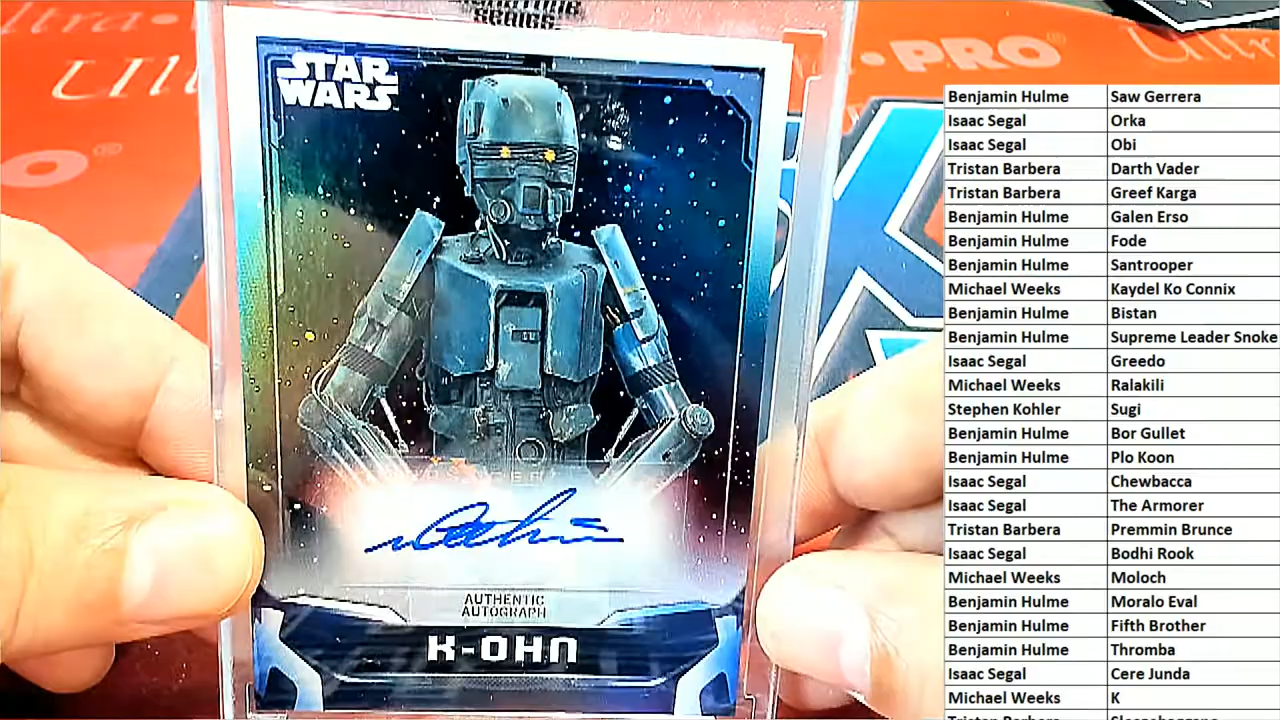 STAR
WARS
AUTHENTIC
AUTOGRAPH
K-OHN
PRO
Benjamin Hulme Saw Gerrera
Isaac Segal Orka
Isaac Segal Obi
Tristan Barbera Darth Vader
Tristan Barbera Greef Karga
Benjamin Hulme Galen Erso
Benjamin Hulme Fode
Benjamin Hulme Santrooper
Michael Weeks Kaydel Ko Connix
Benjamin Hulme Bistan
Benjamin Hulme Supreme Leader Snoke
Isaac Segal Greedo
Michael Weeks Ralakili
Stephen Kohler Sugi
Benjamin Hulme Bor Gullet
Benjamin Hulme Plo Koon
Isaac Segal Chewbacca
Isaac Segal The Armorer
Tristan Barbera Premmin Brunce
Isaac Segal Bodhi Rook
Michael Weeks Moloch
Benjamin Hulme Moralo Eval
Benjamin Hulme Fifth Brother
Benjamin Hulme Thromba
Isaac Segal Cere Junda
Michael Weeks K